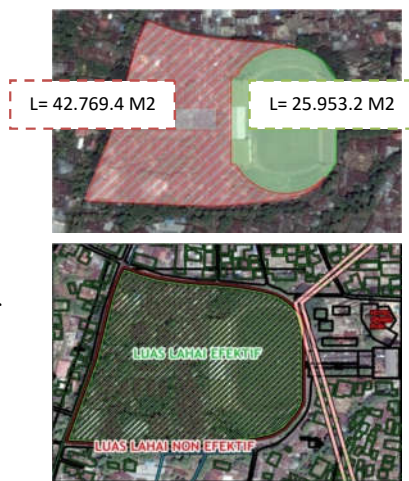 L= 42.769.4 M2
L= 25.953.2 M2
LUAS LAHAI EFEKTIF
LUAS LAHAI NON EFEKTIF